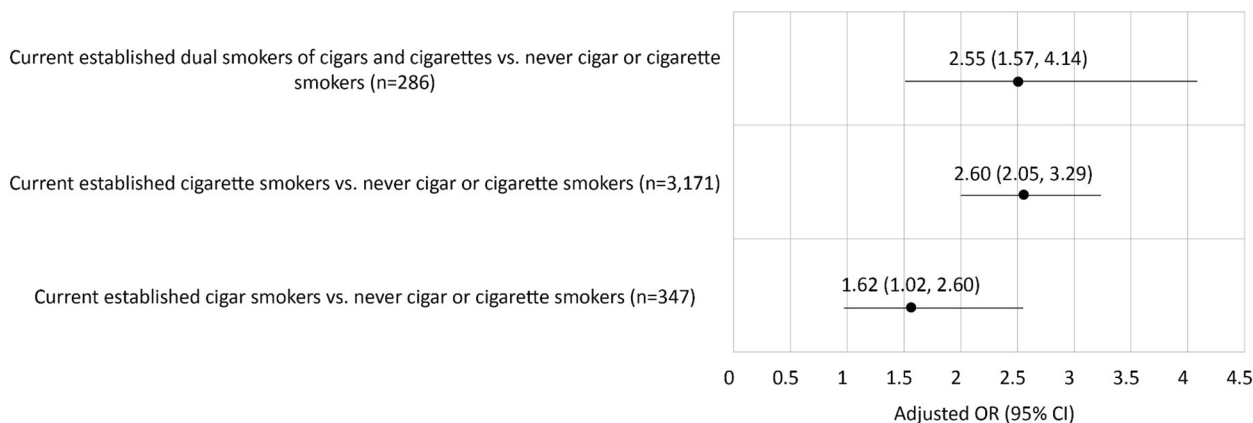 Current established dual smokers of cigars and cigarettes vs. never cigar or cigarette
smokers (n=286)
2.55 (1.57, 4.14)
Current established cigarette smokers vs. never cigar or cigarette smokers (n=3,171)
2.60 (2.05, 3.29)
Current established cigar smokers vs. never cigar or cigarette smokers (n=347)
1.62 (1.02, 2.60)
0 0.5 1 1.5 2 2.5 3 3.5 4 4.5
Adjusted OR (95% CI)